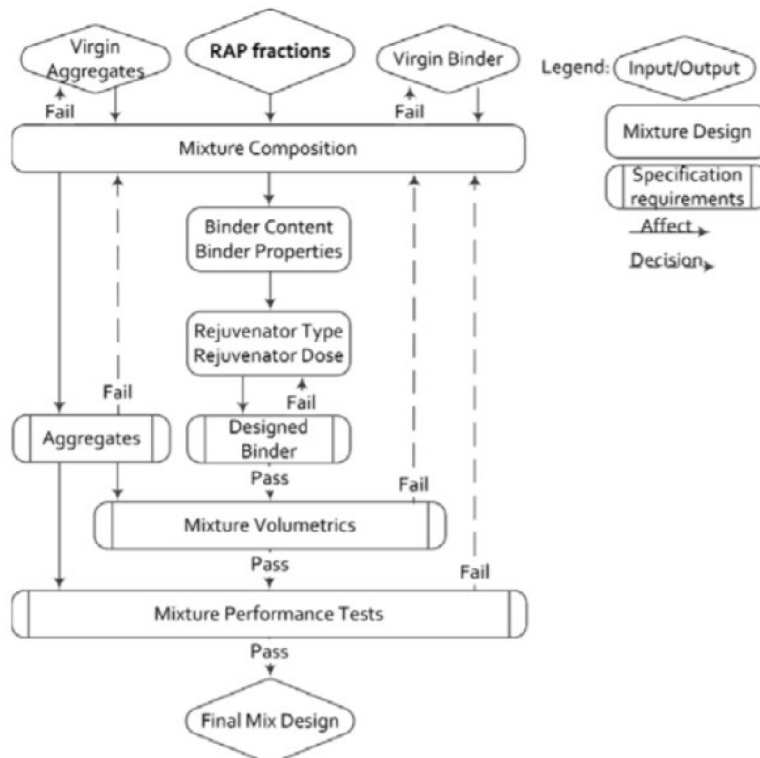 Virgin
Aggregates
RAP fractions
Virgin Binder
Legend:
Input/Output
Fail
Fail
Mixture Composition
Mixture Design
Specification
requirements
Binder Content
Binder Properties
Affect
Decision
Rejuvenator Type
Rejuvenator Dose
Fail
Fail
Aggregates
Designed
Binder
Pass
Fail
Mixture Volumetrics
Pass
Fail
Mixture Performance Tests
Pass
Final Mix Design